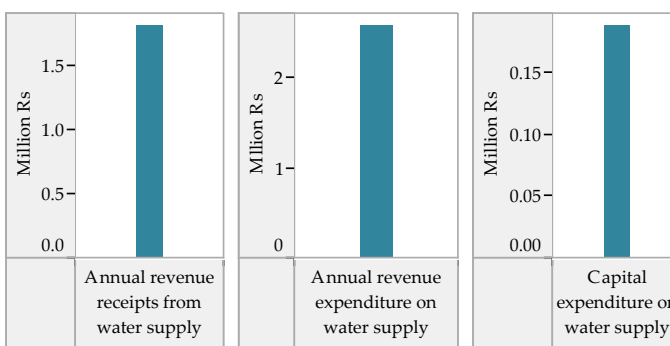 Million Rs
1.5
1.0
0.5
0.0
Annual revenue
receipts from
water supply
Million Rs
2
1
0
Annual revenue
expenditure on
water supply
Million Rs
0.15
0.10
0.05
0.00
Capital
expenditure on
water supply